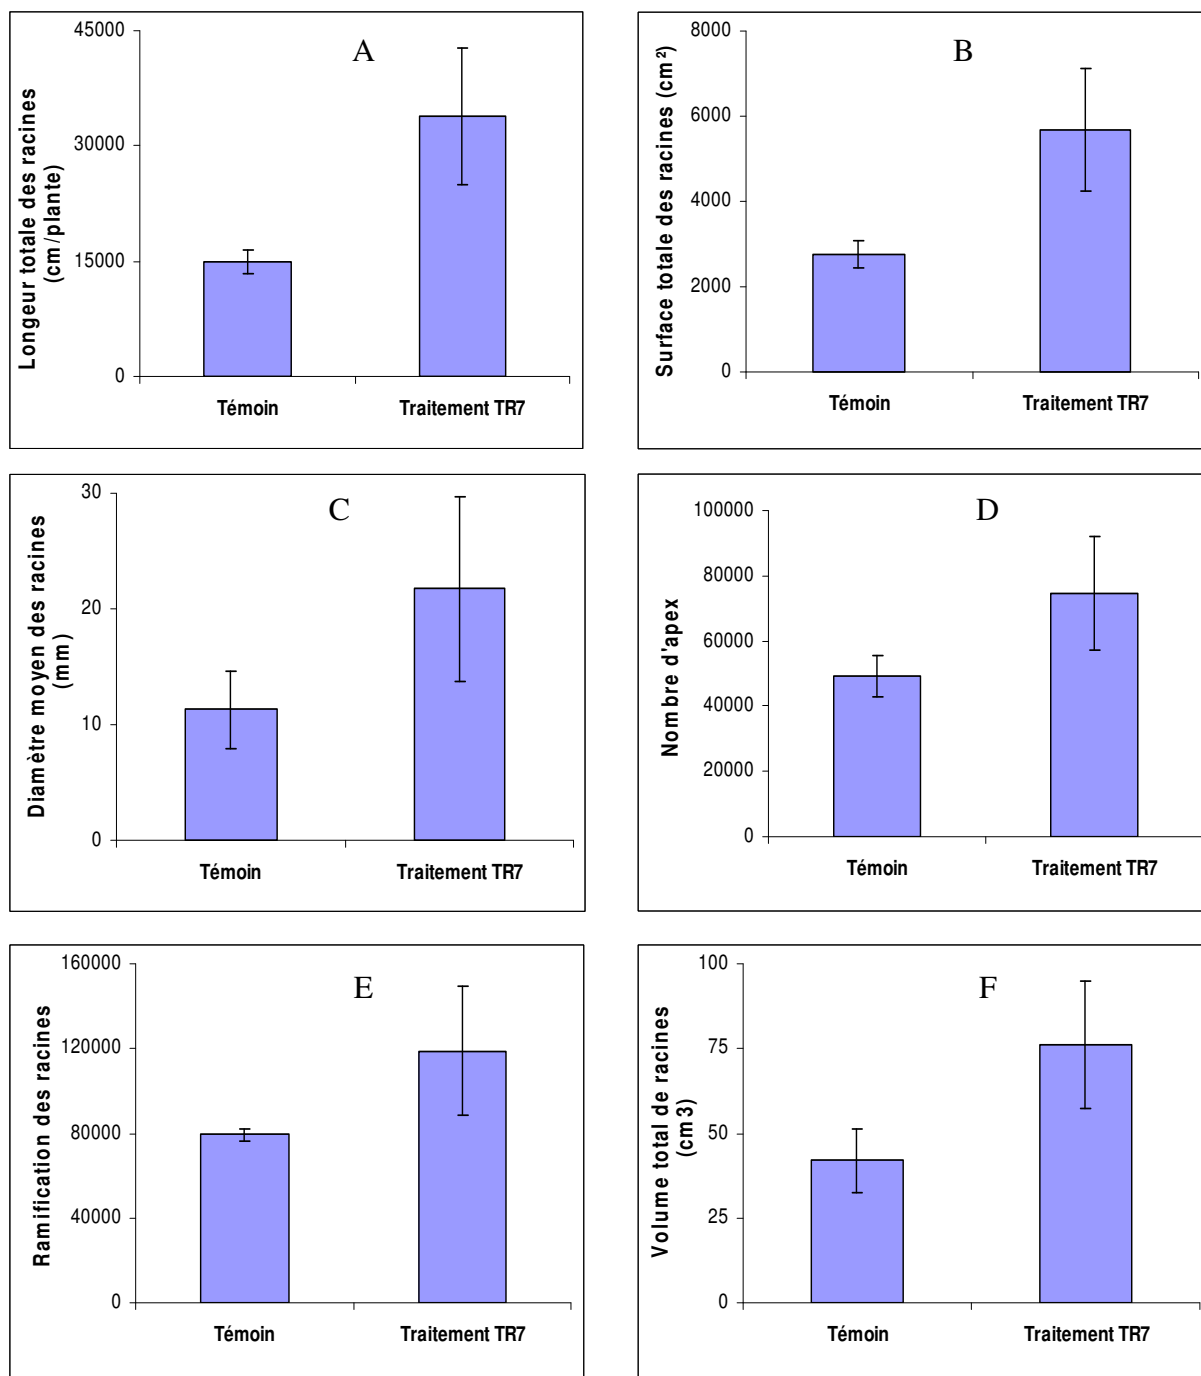 A
Longeur totale des racines
(cm/plante)
45000
30000
15000
0
Témoin
Traitement TR7
B
Surface totale des racines (cm²)
8000
6000
4000
2000
0
Témoin
Traitement TR7
C
Diamètre moyen des racines
(mm)
30
20
10
0
Témoin
Traitement TR7
D
Nombre d'apex
100000
80000
60000
40000
20000
0
Témoin
Traitement TR7
E
Ramification des racines
160000
120000
80000
40000
0
Témoin
Traitement TR7
F
Volume total de racines
(cm3)
100
75
50
25
0
Témoin
Traitement TR7